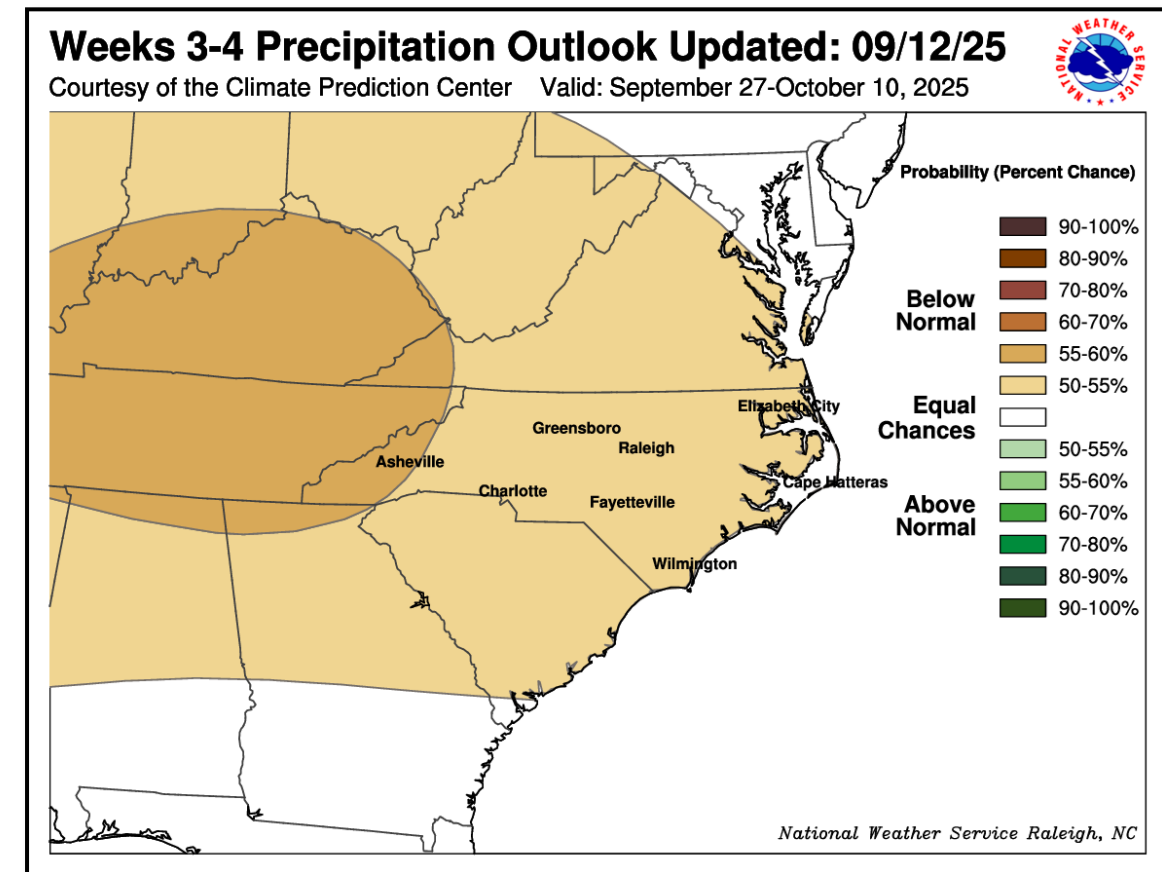 Weeks 3-4 Precipitation Outlook Updated: 09/12/25
Courtesy of the Climate Prediction Center Valid: September 27-October 10, 2025
NATIONAL WEATHER SERVICE
Probability (Percent Chance)
Below
Normal
90-100%
80-90%
70-80%
60-70%
55-60%
50-55%
Equal
Chances
Above
Normal
50-55%
55-60%
60-70%
70-80%
80-90%
90-100%
Elizabeth City
Greensboro
Raleigh
Asheville
Charlotte
Cape Hatteras
Fayetteville
Wilmington
National Weather Service Raleigh, NC